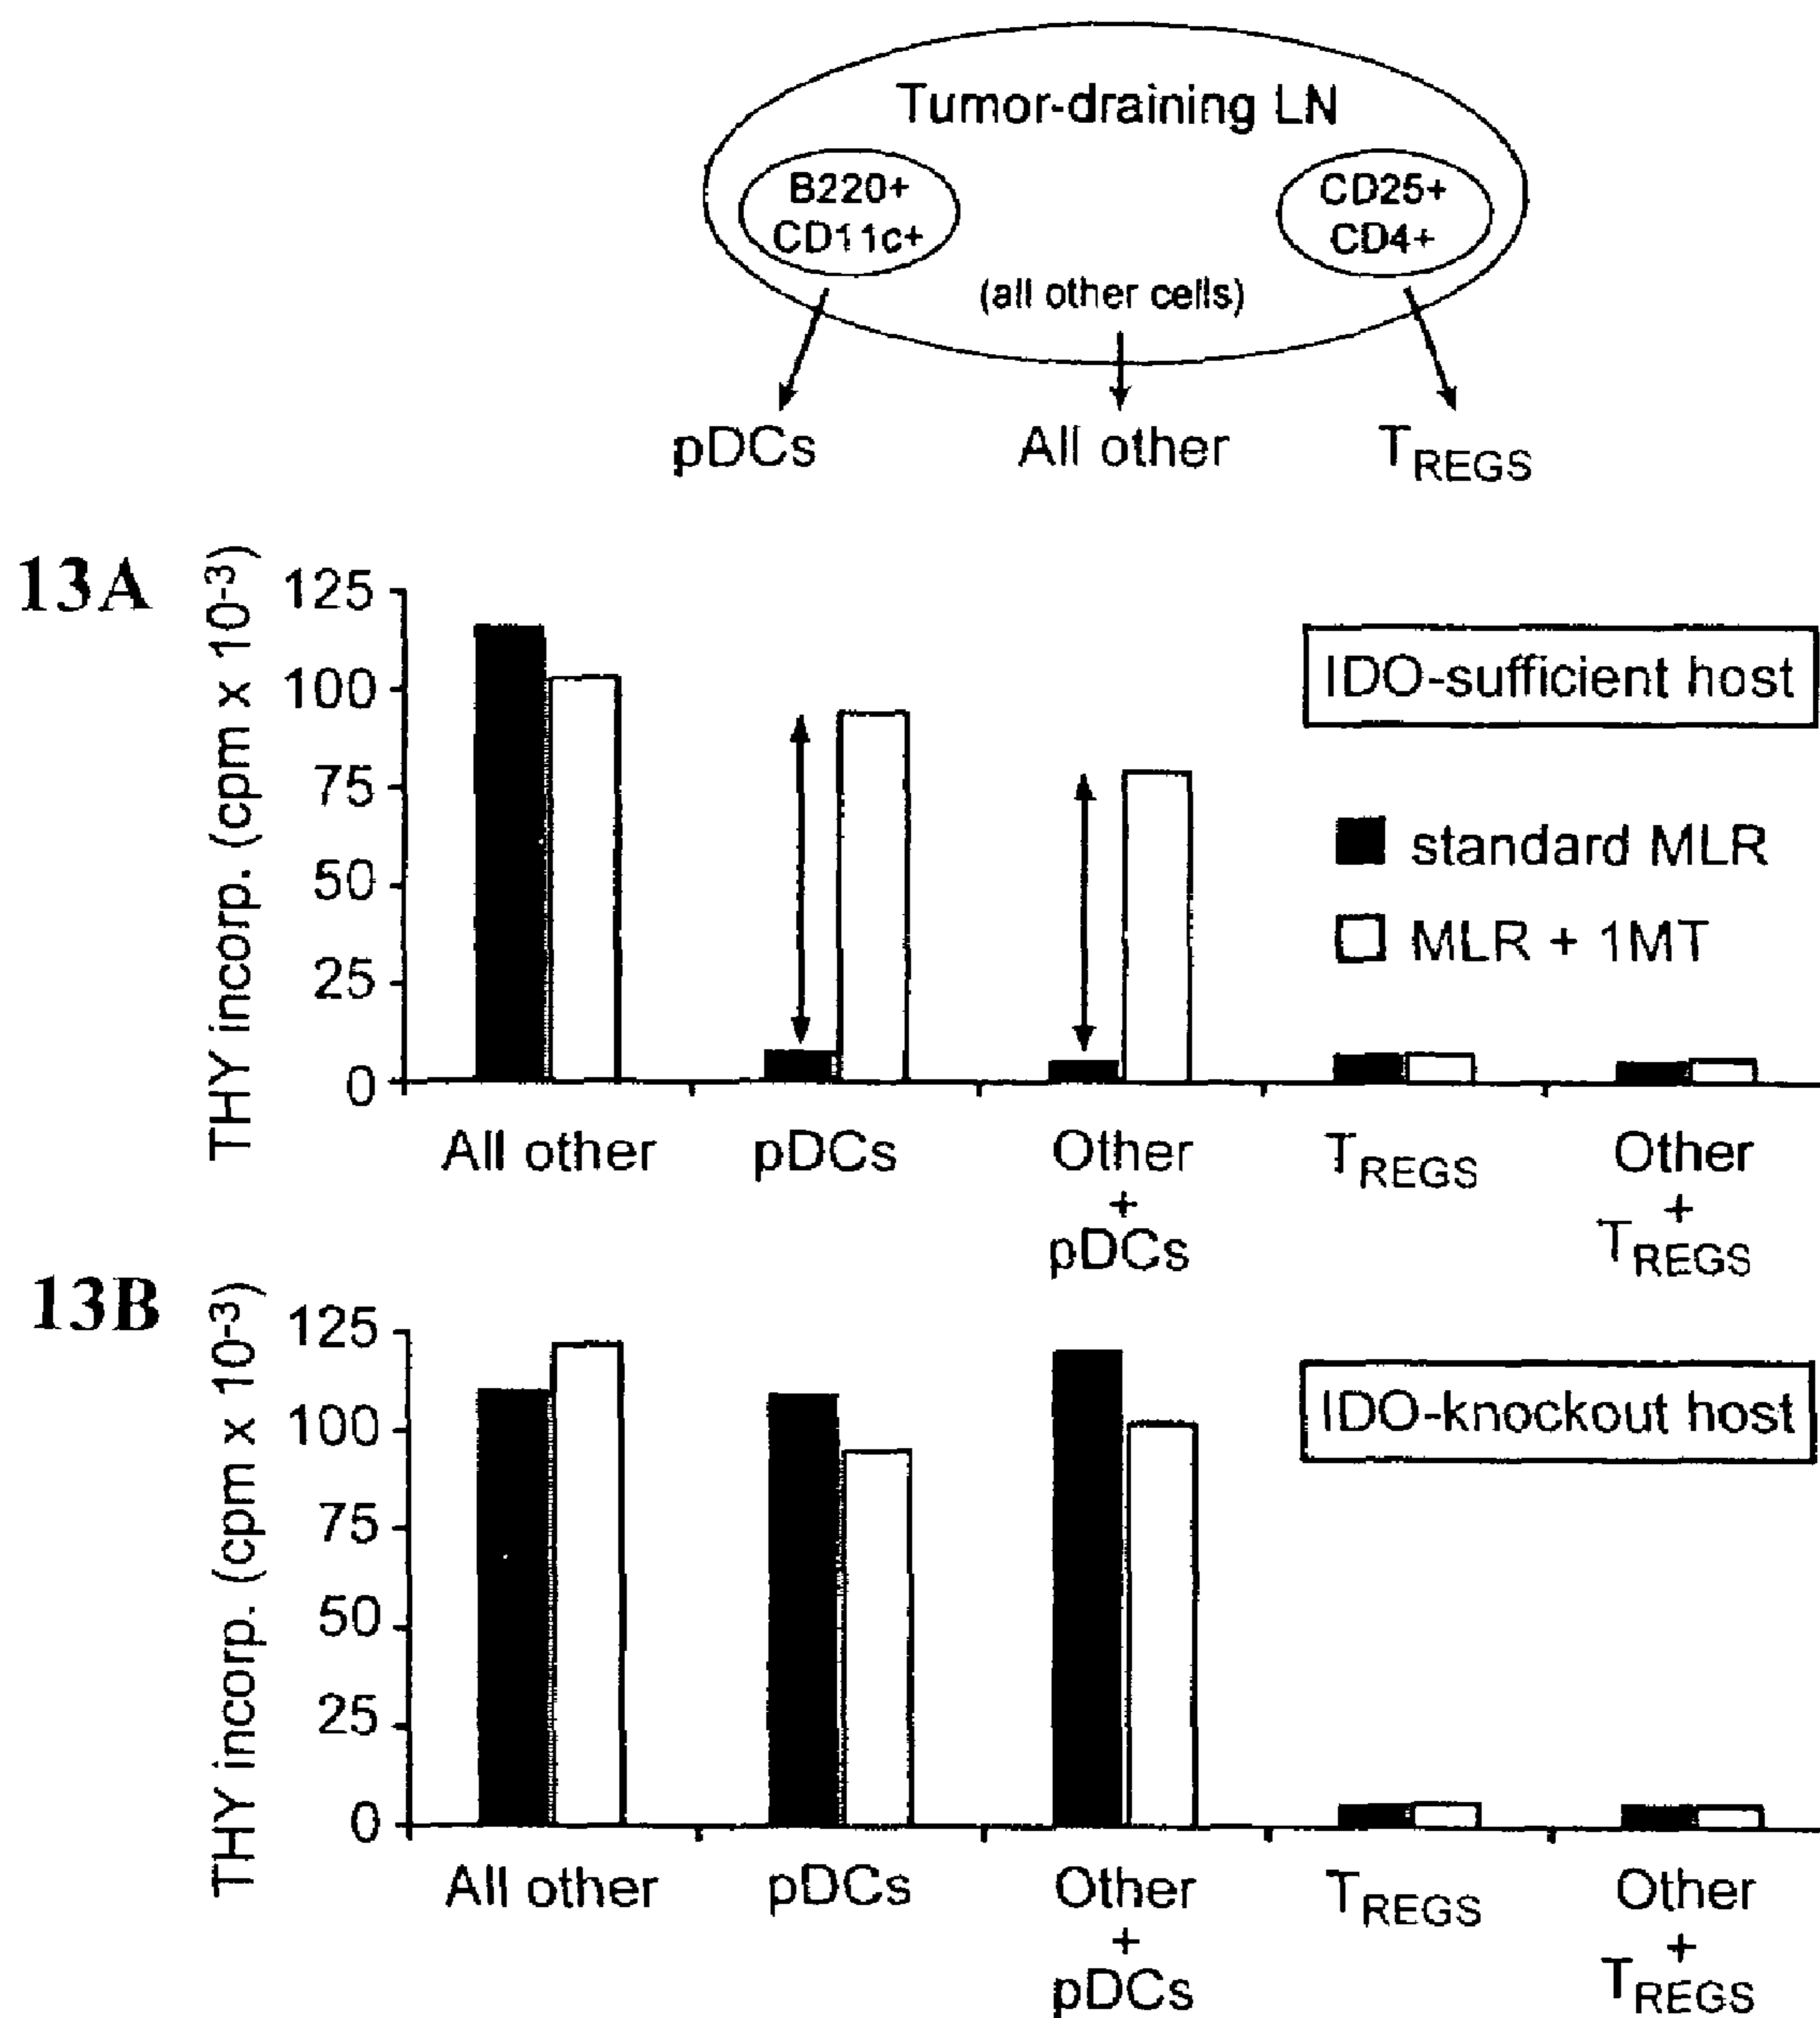 Tumor-draining LN
B220+
CD11c+
CD25+
CD4+
(all other cells)
pDCs
All other
TREGS
13A
THY incorp. (cpm x 10-3)
125
100
75
50
25
0
IDO-sufficient host
standard MLR
MLR + 1MT
All other
pDCs
Other
+
pDCs
TREGS
Other
+
TREGS
13B
THY incorp. (cpm x 10-3)
125
100
75
50
25
0
IDO-knockout host
All other
pDCs
Other
+
pDCs
TREGS
Other
+
TREGS